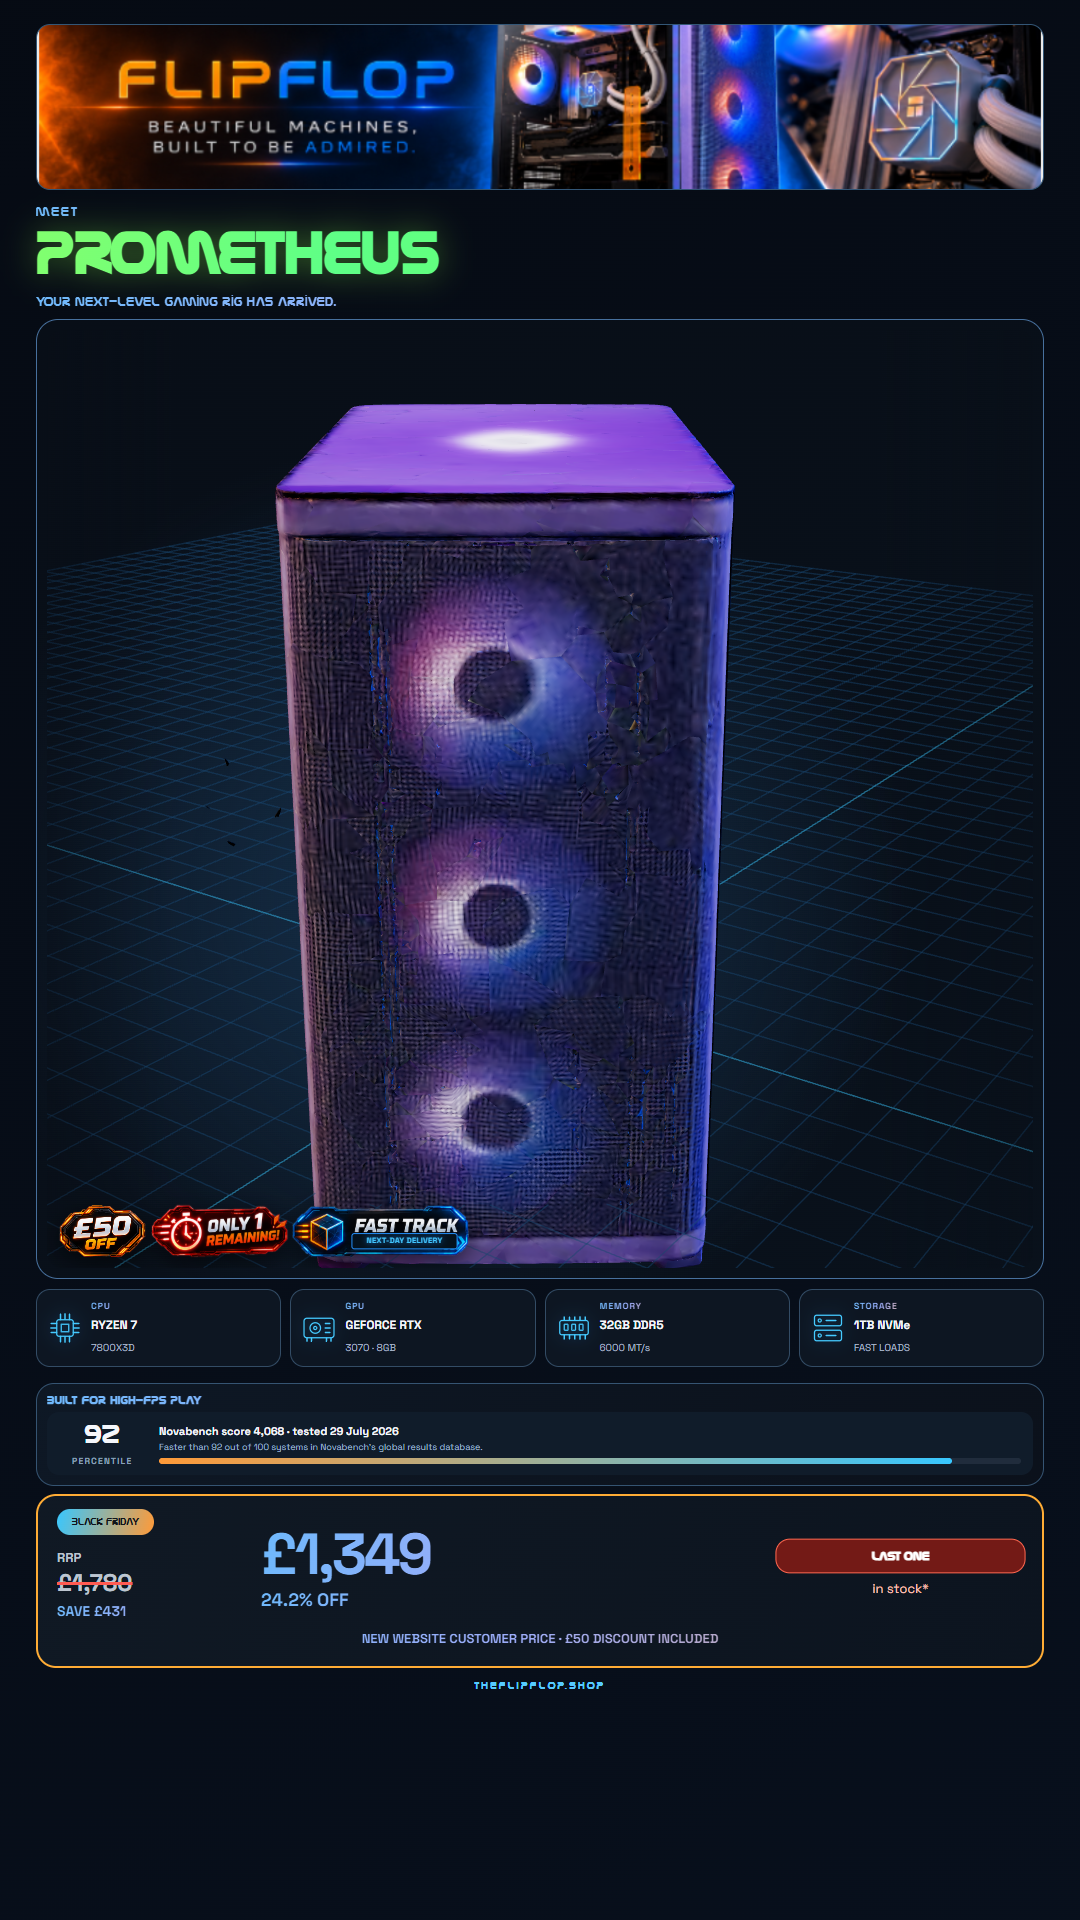 FLIPFLOP
BEAUTIFUL MACHINES,
BUILT TO BE ADMIRED.
MEET
PROMETHEUS
YOUR NEXT-LEVEL GAMING RIG HAS ARRIVED.
£50 OFF
ONLY 1 REMAINING!
FAST TRACK
NEXT-DAY DELIVERY
CPU
RYZEN 7
7800X3D
GPU
GEFORCE RTX
3070 · 8GB
MEMORY
32GB DDR5
6000 MT/s
STORAGE
1TB NVMe
FAST LOADS
BUILT FOR HIGH-FPS PLAY
92
PERCENTILE
Novabench score 4,068 · tested 29 July 2026
Faster than 92 out of 100 systems in Novabench's global results database.
BLACK FRIDAY
RRP
£1,780
SAVE £431
£1,349
24.2% OFF
LAST ONE
in stock*
NEW WEBSITE CUSTOMER PRICE · £50 DISCOUNT INCLUDED
THEFLIPFLOP.SHOP